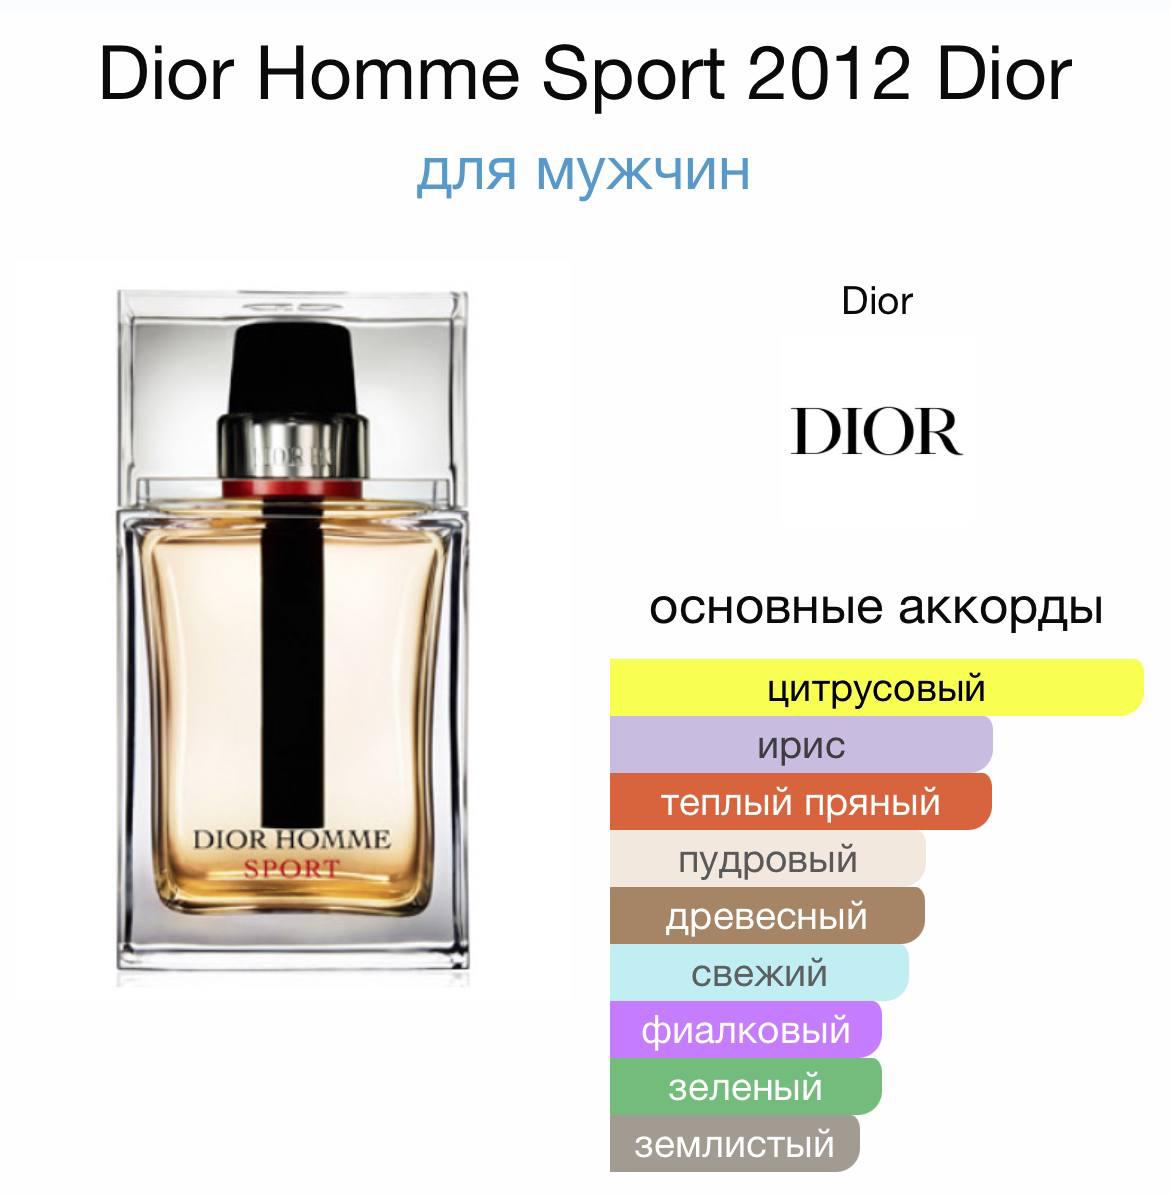 Dior Homme Sport 2012 Dior
для мужчин
Dior
DIOR
основные аккорды
цитрусовый
ирис
теплый пряный
пудровый
древесный
свежий
фиалковый
зеленый
землистый
DIOR HOMME
SPORT